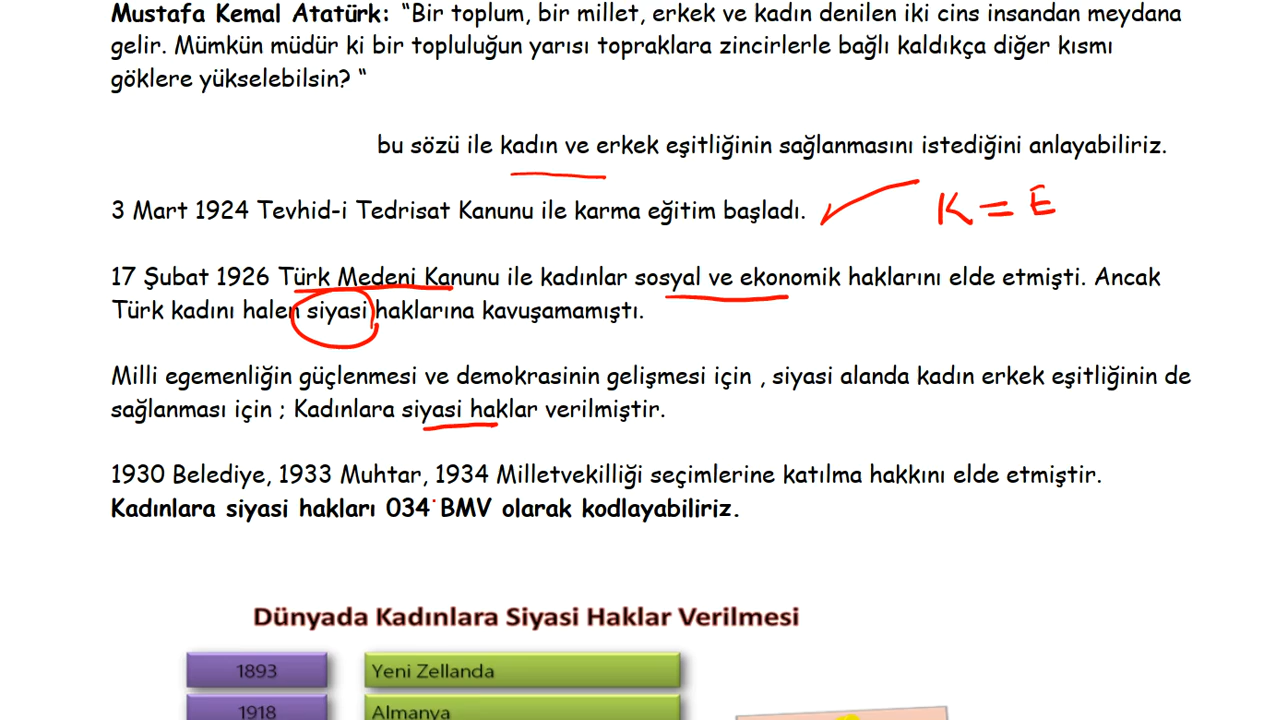 Mustafa Kemal Atatürk: “Bir toplum, bir millet, erkek ve kadın denilen iki cins insandan meydana
gelir. Mümkün müdür ki bir topluluğun yarısı topraklara zincirlerle bağlı kaldıkça diğer kısmı
göklere yükselebilsin? “
bu sözü ile kadın ve erkek eşitliğinin sağlanmasını istediğini anlayabiliriz.
3 Mart 1924 Tevhid-i Tedrisat Kanunu ile karma eğitim başladı.
K = E
17 Şubat 1926 Türk Medeni Kanunu ile kadınlar sosyal ve ekonomik haklarını elde etmişti. Ancak
Türk kadını halen siyasi haklarına kavuşamamıştı.
Milli egemenliğin güçlenmesi ve demokrasinin gelişmesi için , siyasi alanda kadın erkek eşitliğinin de
sağlanması için ; Kadınlara siyasi haklar verilmiştir.
1930 Belediye, 1933 Muhtar, 1934 Milletvekilliği seçimlerine katılma hakkını elde etmiştir.
Kadınlara siyasi hakları 034 BMV olarak kodlayabiliriz.
Dünyada Kadınlara Siyasi Haklar Verilmesi
1893 Yeni Zellanda
1918 Almanya